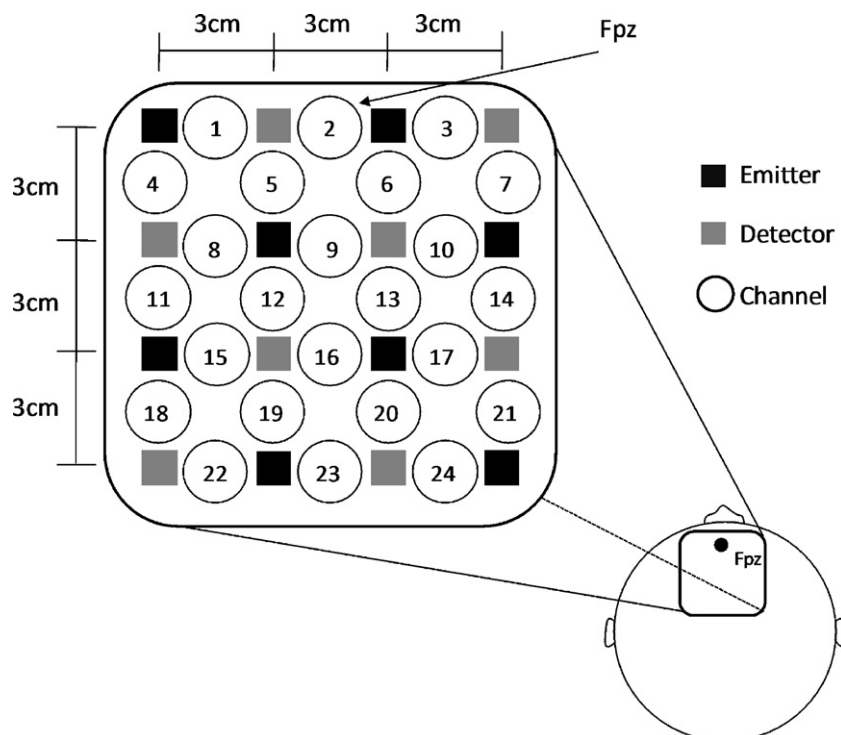 3cm 3cm 3cm
Fpz
1 2 3
3cm
4 5 6 7
Emitter
8 9 10
Detector
3cm
11 12 13 14
Channel
15 16 17
3cm
18 19 20 21
22 23 24
Fpz